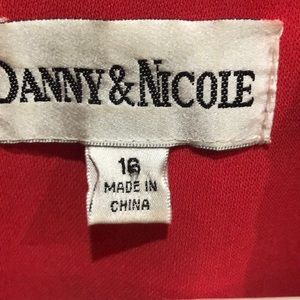 DANNY & NICOLE
16
MADE IN
CHINA